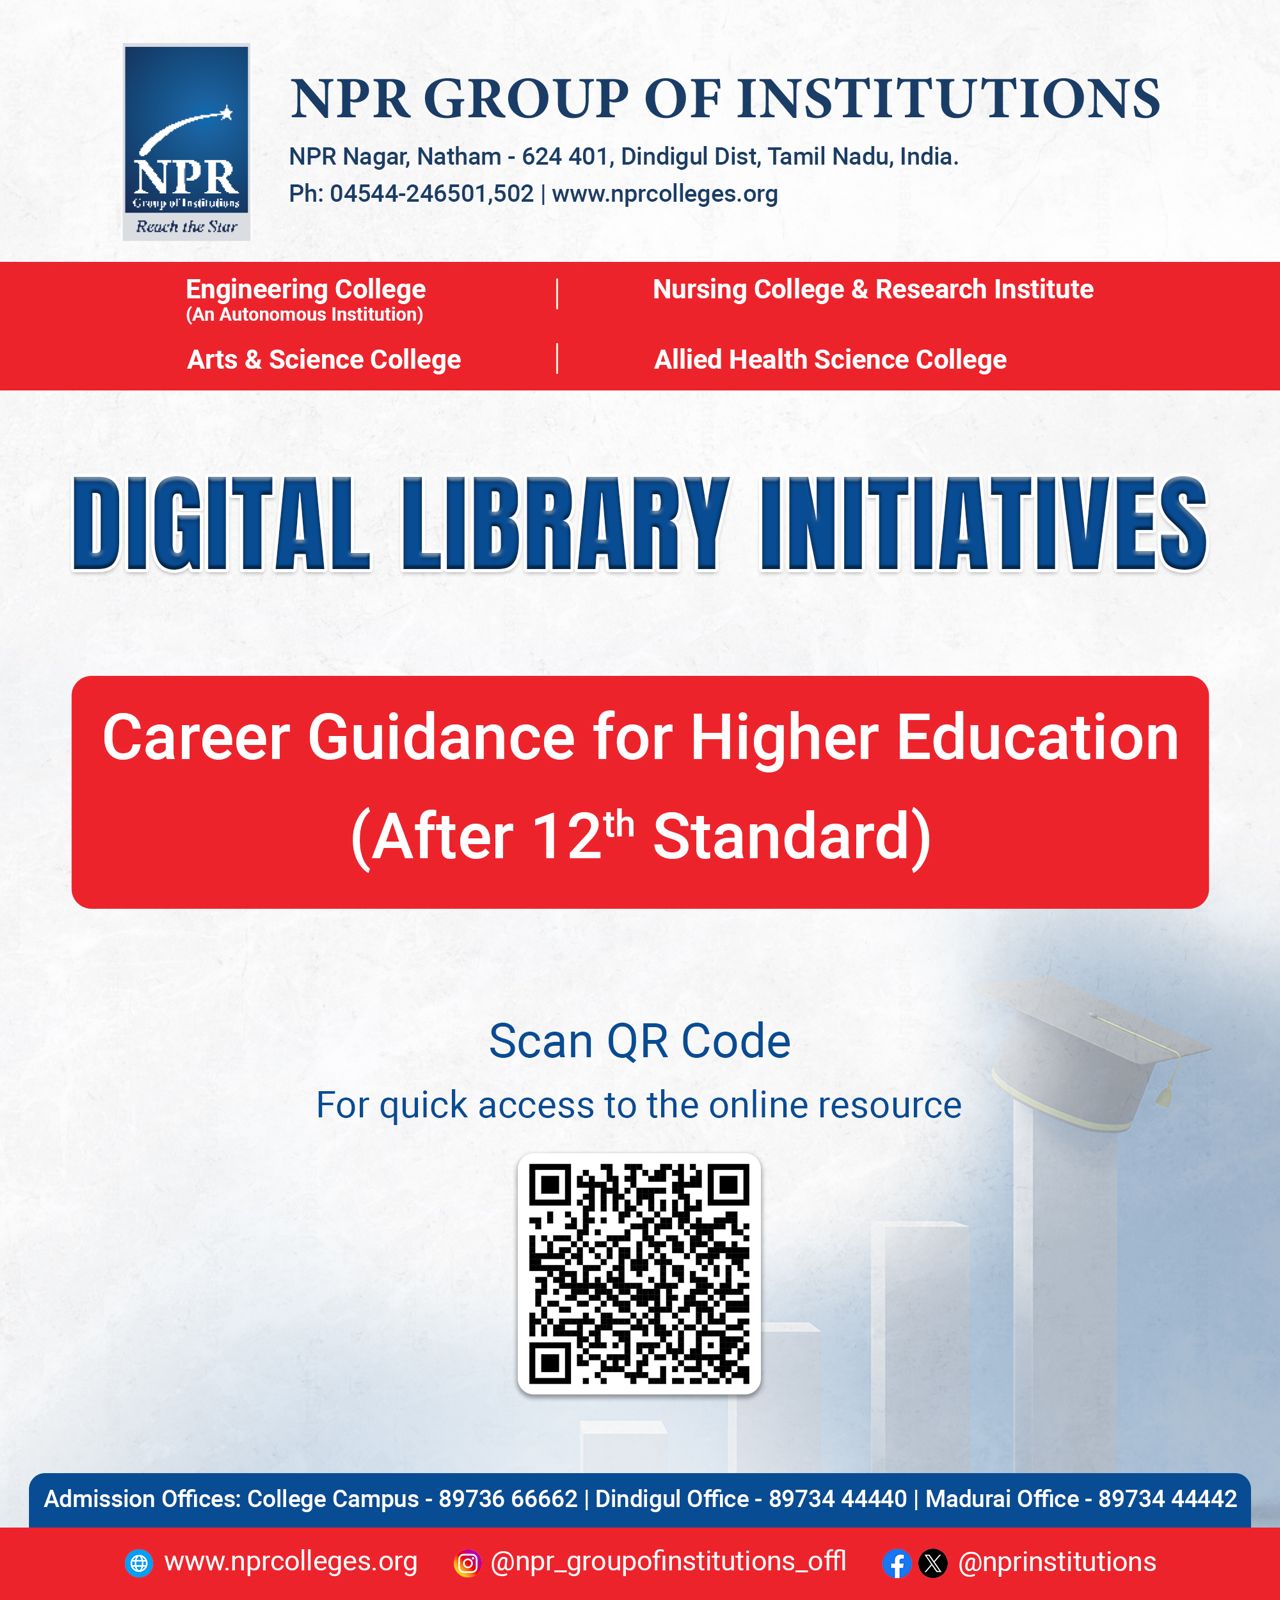 NPR
Group of Institutions
Reach the Star
NPR GROUP OF INSTITUTIONS
NPR Nagar, Natham - 624 401, Dindigul Dist, Tamil Nadu, India.
Ph: 04544-246501,502 | www.nprcolleges.org
Engineering College | Nursing College & Research Institute
(An Autonomous Institution)
Arts & Science College | Allied Health Science College
DIGITAL LIBRARY INITIATIVES
Career Guidance for Higher Education
(After 12th Standard)
Scan QR Code
For quick access to the online resource
Admission Offices: College Campus - 89736 66662 | Dindigul Office - 89734 44440 | Madurai Office - 89734 44442
www.nprcolleges.org @npr_groupofinstitutions_offl @nprinstitutions